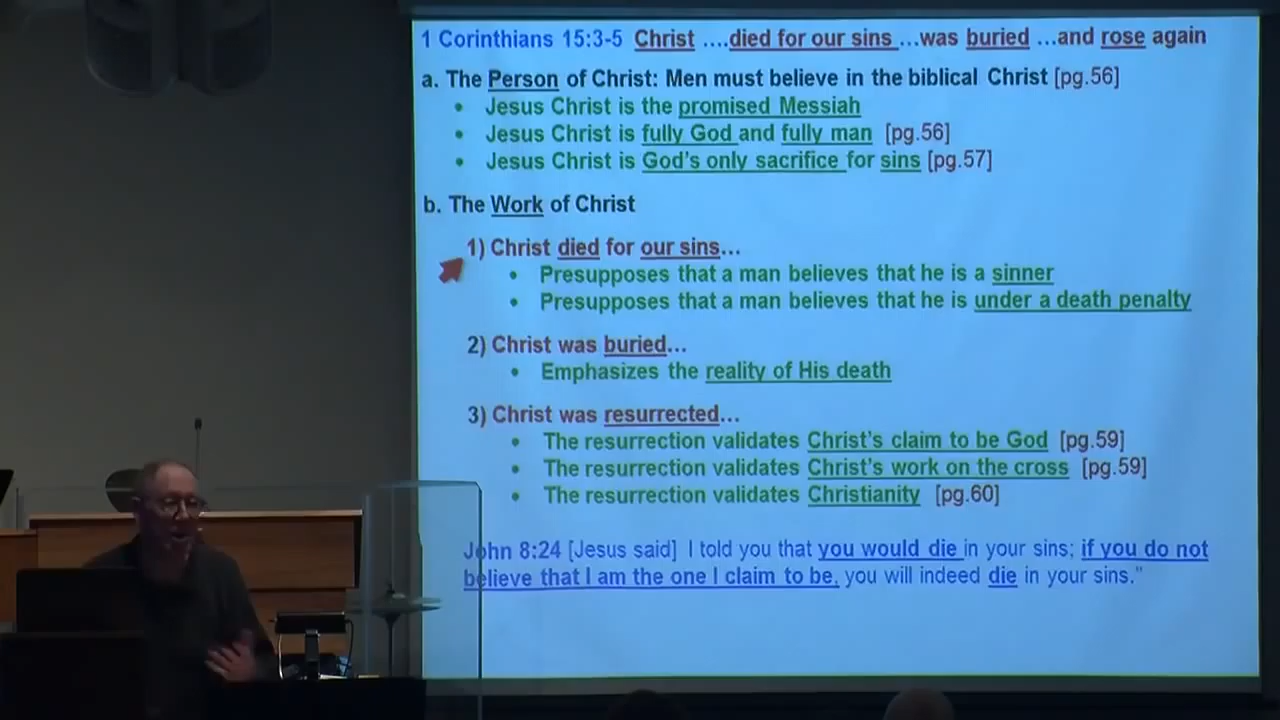 1 Corinthians 15:3-5 Christ ....died for our sins ...was buried ...and rose again
a. The Person of Christ: Men must believe in the biblical Christ [pg.56]
• Jesus Christ is the promised Messiah
• Jesus Christ is fully God and fully man [pg.56]
• Jesus Christ is God's only sacrifice for sins [pg.57]
b. The Work of Christ
1) Christ died for our sins...
• Presupposes that a man believes that he is a sinner
• Presupposes that a man believes that he is under a death penalty
2) Christ was buried...
• Emphasizes the reality of His death
3) Christ was resurrected...
• The resurrection validates Christ's claim to be God [pg.59]
• The resurrection validates Christ's work on the cross [pg.59]
• The resurrection validates Christianity [pg.60]
John 8:24 [Jesus said] I told you that you would die in your sins; if you do not
believe that I am the one I claim to be, you will indeed die in your sins."